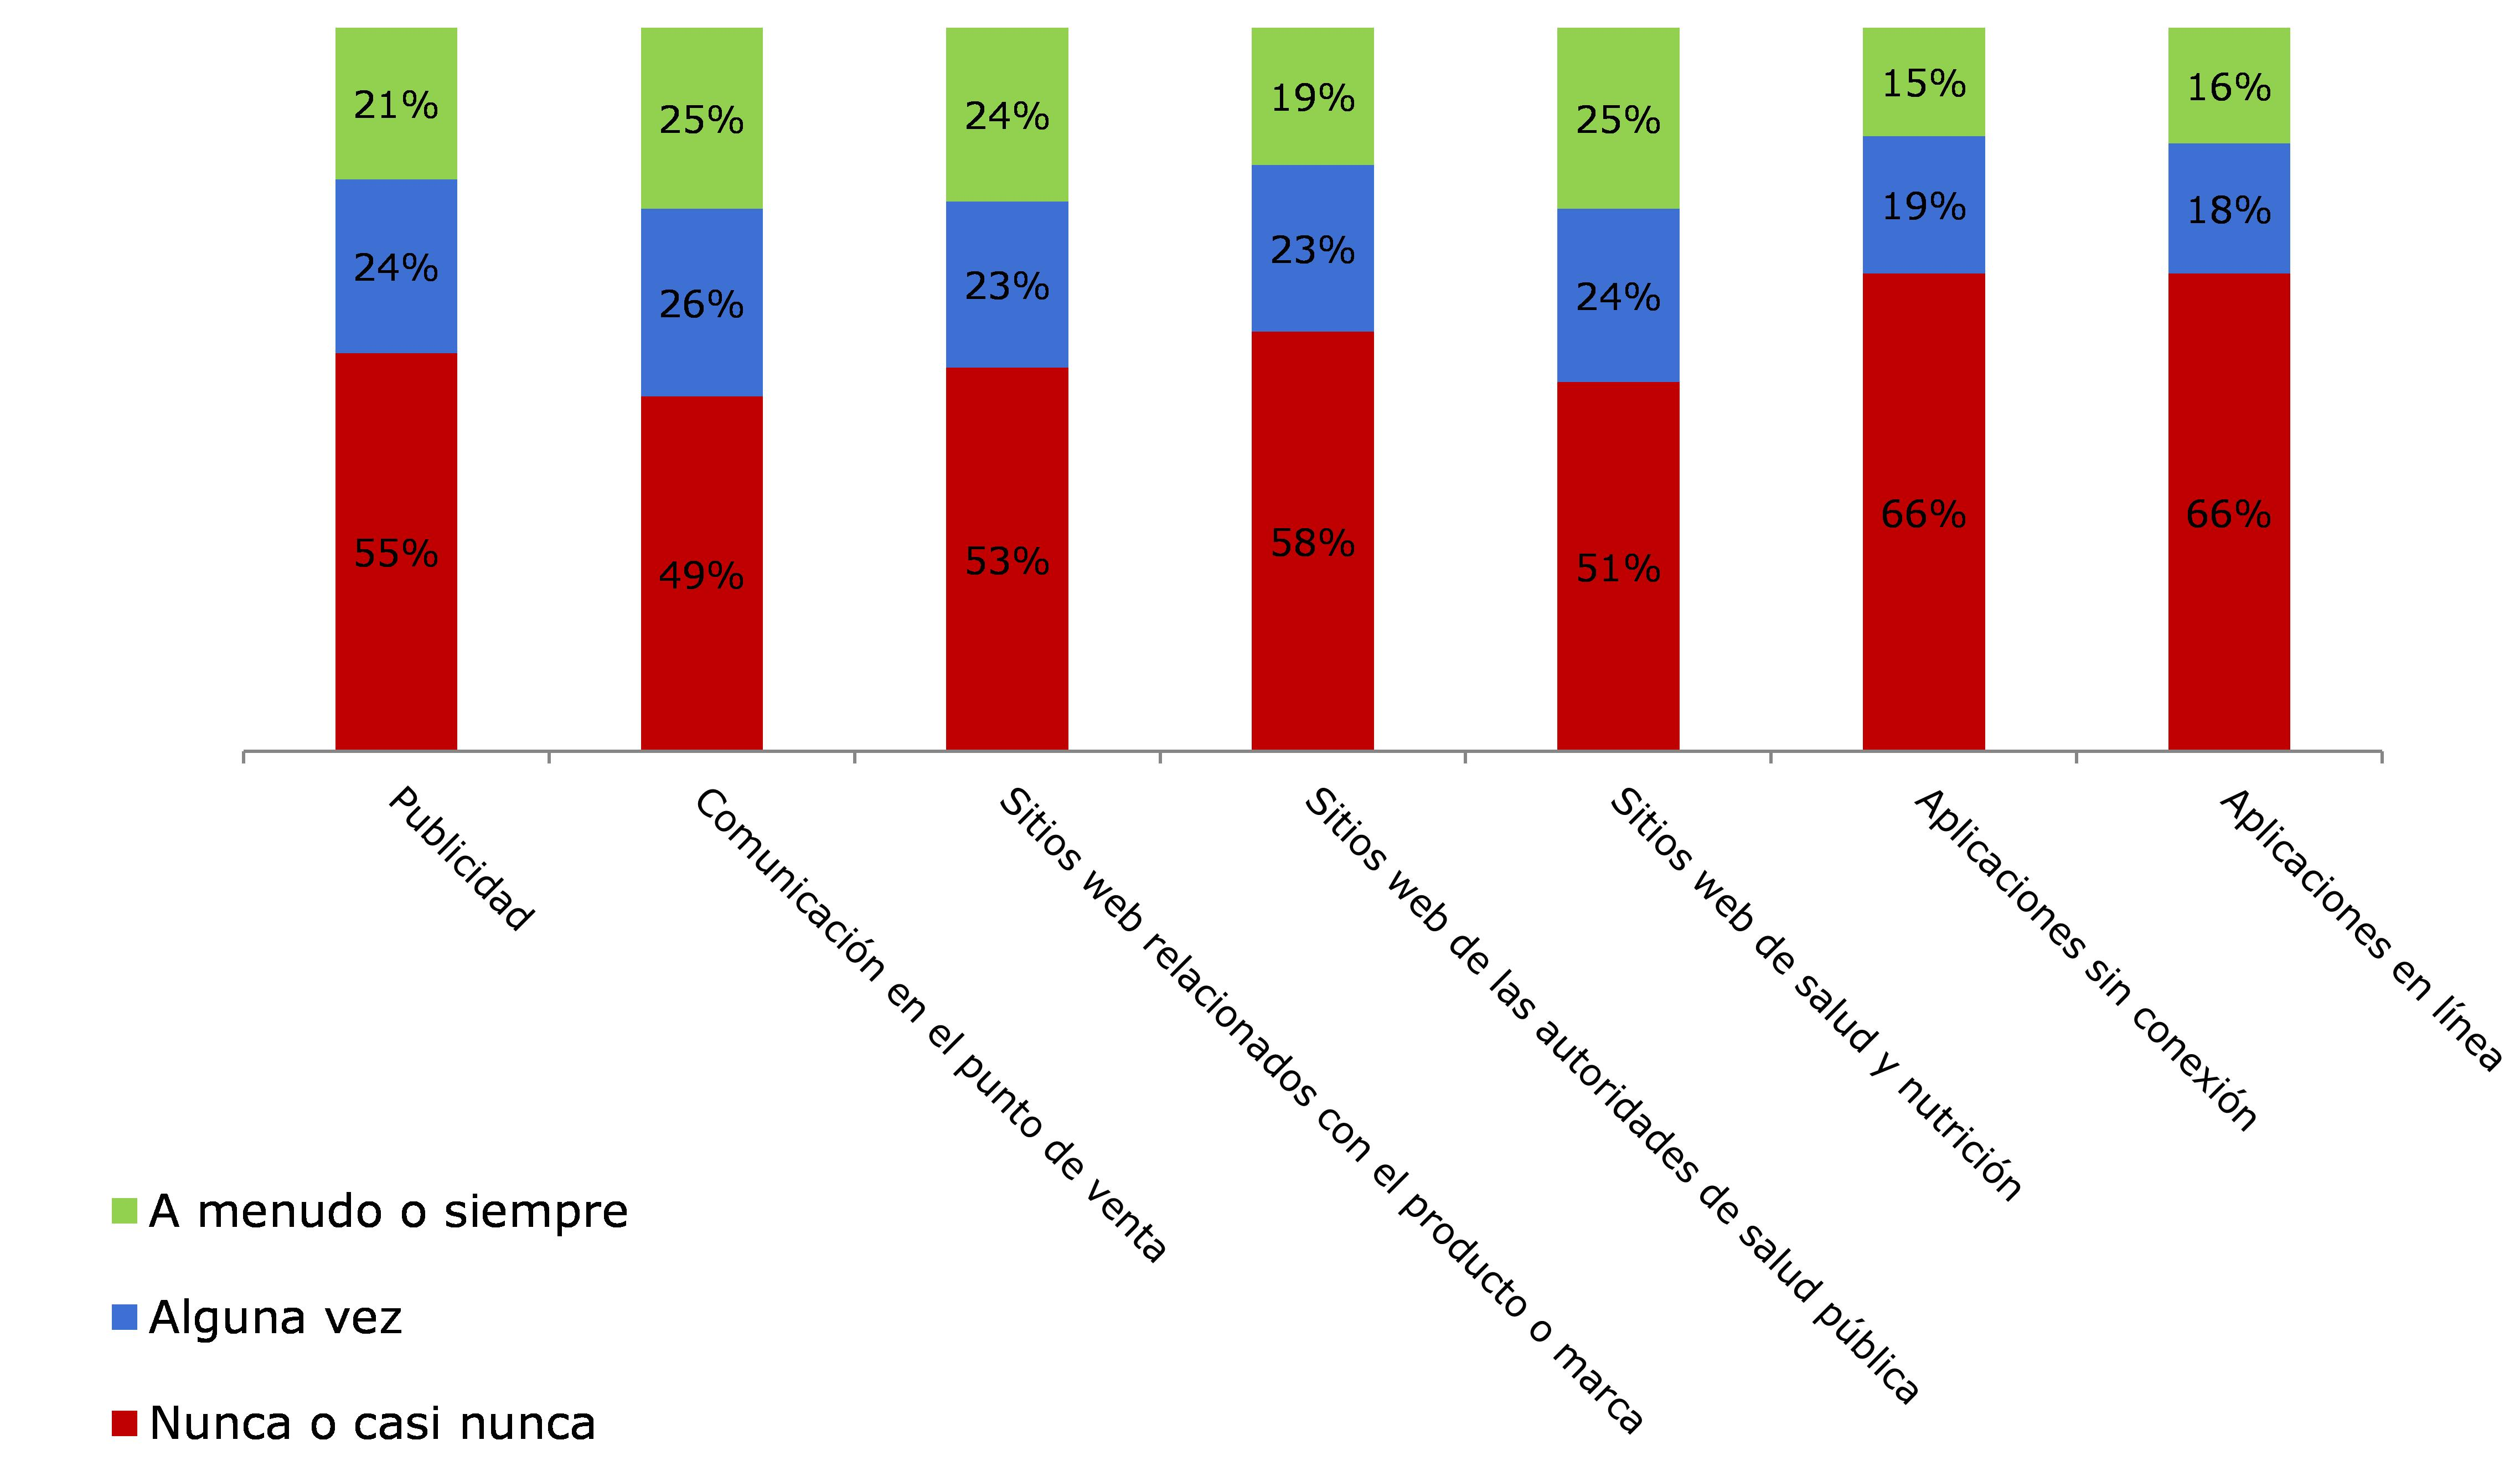 21%
25%
24%
19%
25%
15%
16%
24%
26%
23%
23%
24%
19%
18%
55%
49%
53%
58%
51%
66%
66%
Publicidad
Comunicación en el punto de venta
Sitios web relacionados con el producto o marca
Sitios web de las autoridades de salud pública
Sitios web de salud y nutrición
Aplicaciones sin conexión
Aplicaciones en línea
A menudo o siempre
Alguna vez
Nunca o casi nunca